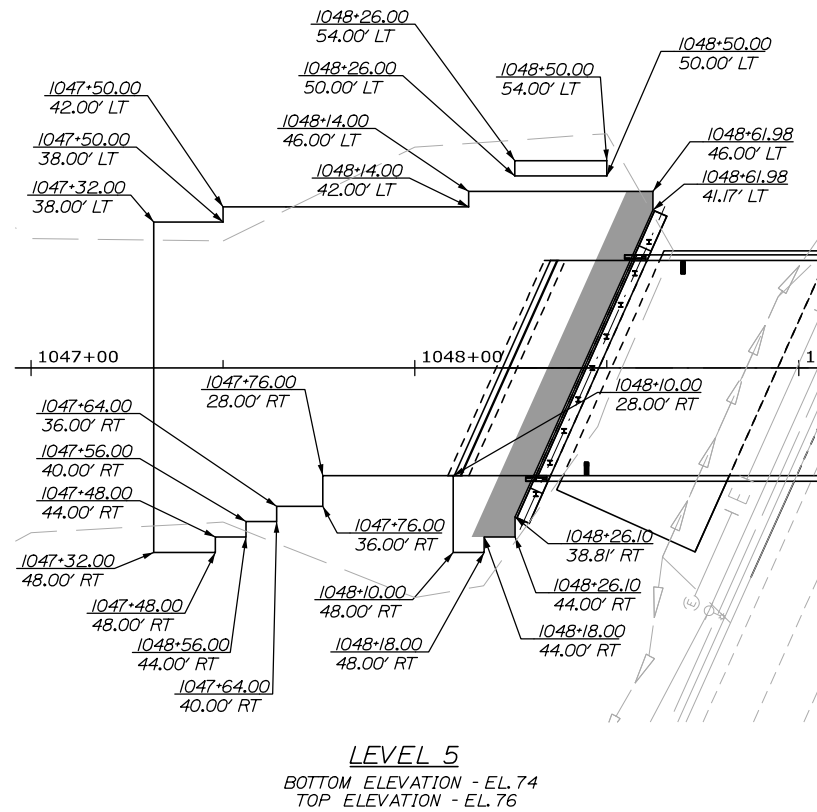 1048+26.00
54.00' LT
1048+26.00
50.00' LT
1048+50.00
54.00' LT
1048+50.00
50.00' LT
1047+50.00
42.00' LT
1047+50.00
38.00' LT
1047+32.00
38.00' LT
1048+14.00
46.00' LT
1048+14.00
42.00' LT
1048+61.98
46.00' LT
1048+61.98
41.17' LT
1047+00
1048+00
1
1047+76.00
28.00' RT
1048+10.00
28.00' RT
1047+64.00
36.00' RT
1047+56.00
40.00' RT
1047+48.00
44.00' RT
1047+32.00
48.00' RT
1047+48.00
48.00' RT
1048+56.00
44.00' RT
1047+64.00
40.00' RT
1047+76.00
36.00' RT
1048+10.00
48.00' RT
1048+18.00
48.00' RT
1048+26.10
38.81' RT
1048+26.10
44.00' RT
1048+18.00
44.00' RT
(E)
LEVEL 5
BOTTOM ELEVATION - EL. 74
TOP ELEVATION - EL. 76